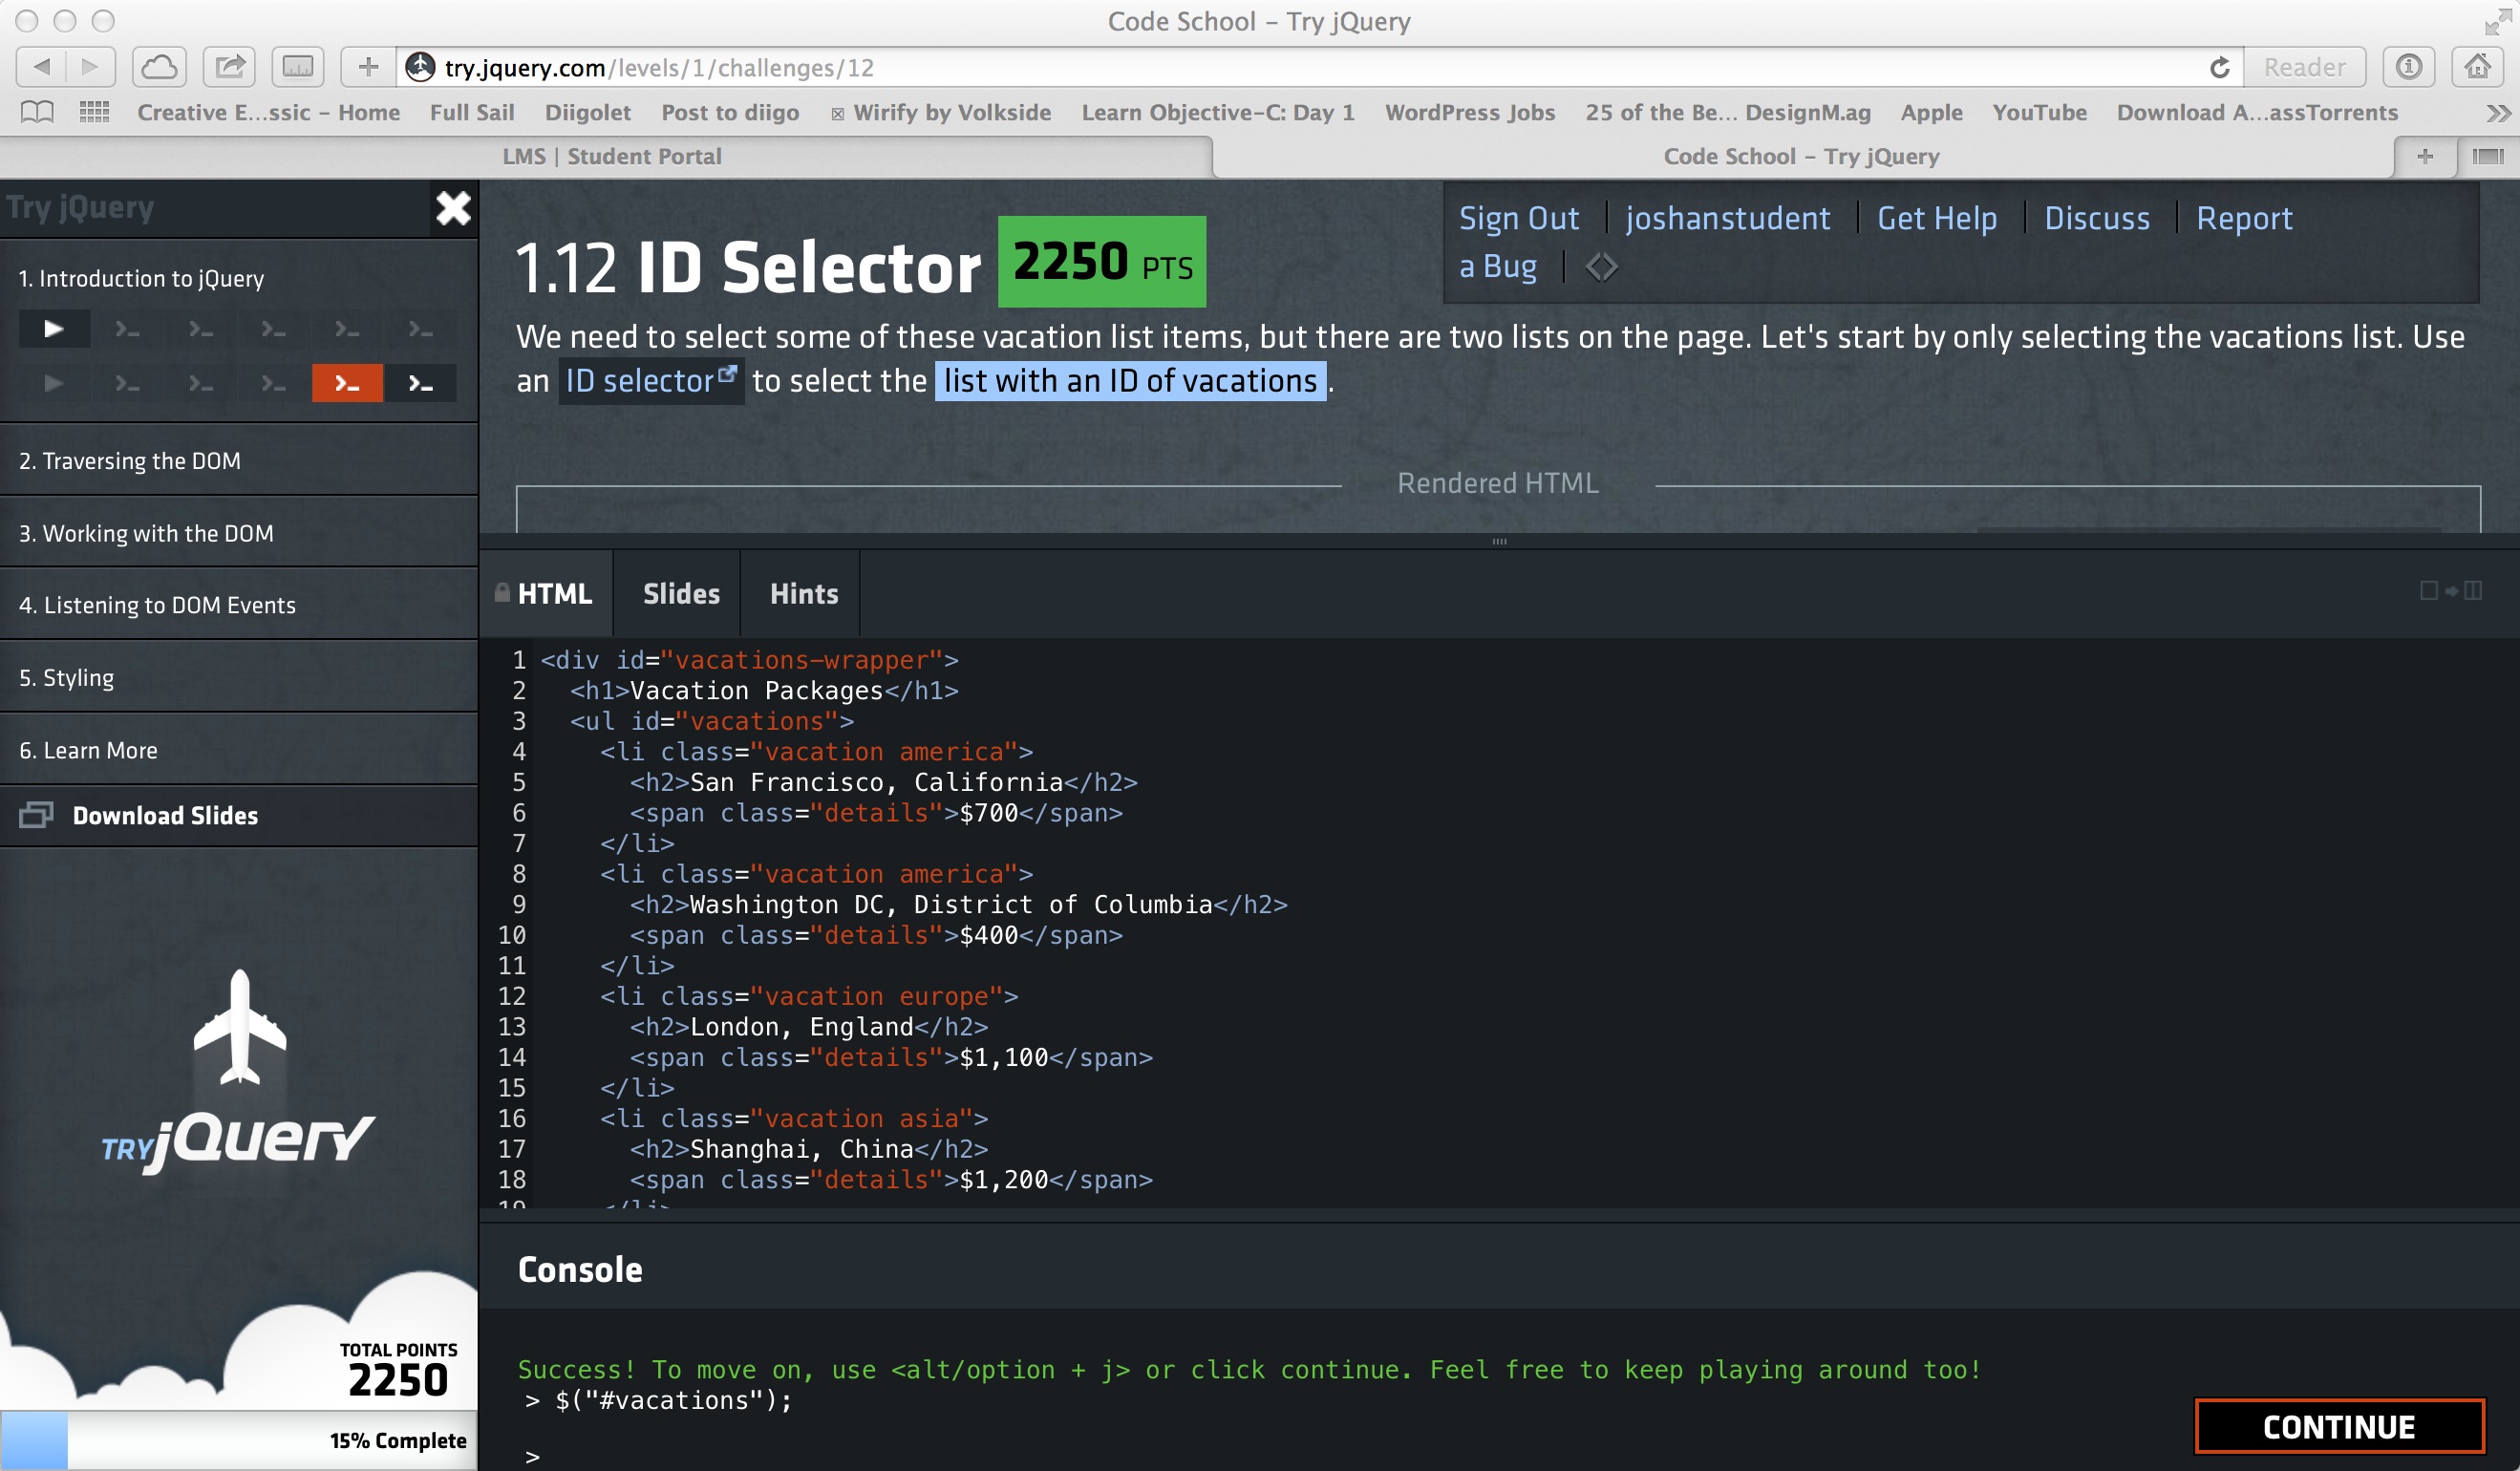 Code School – Try jQuery
try.jquery.com/levels/1/challenges/12
Reader
Creative E...ssic – Home Full Sail Diigolet Post to diigo Wirify by Volkside Learn Objective-C: Day 1 WordPress Jobs 25 of the Be... DesignM.ag Apple YouTube Download A...assTorrents
LMS | Student Portal
Code School – Try jQuery
Try jQuery
1. Introduction to jQuery
2. Traversing the DOM
3. Working with the DOM
4. Listening to DOM Events
5. Styling
6. Learn More
Download Slides
TRY jQuery
TOTAL POINTS
2250
15% Complete
1.12 ID Selector 2250 PTS
Sign Out joshanstudent Get Help Discuss Report
a Bug
We need to select some of these vacation list items, but there are two lists on the page. Let's start by only selecting the vacations list. Use
an ID selector to select the list with an ID of vacations .
Rendered HTML
HTML Slides Hints
1 <div id="vacations-wrapper">
2 <h1>Vacation Packages</h1>
3 <ul id="vacations">
4 <li class="vacation america">
5 <h2>San Francisco, California</h2>
6 <span class="details">$700</span>
7 </li>
8 <li class="vacation america">
9 <h2>Washington DC, District of Columbia</h2>
10 <span class="details">$400</span>
11 </li>
12 <li class="vacation europe">
13 <h2>London, England</h2>
14 <span class="details">$1,100</span>
15 </li>
16 <li class="vacation asia">
17 <h2>Shanghai, China</h2>
18 <span class="details">$1,200</span>
19 </li>
Console
Success! To move on, use <alt/option + j> or click continue. Feel free to keep playing around too!
> $("#vacations");
>
CONTINUE